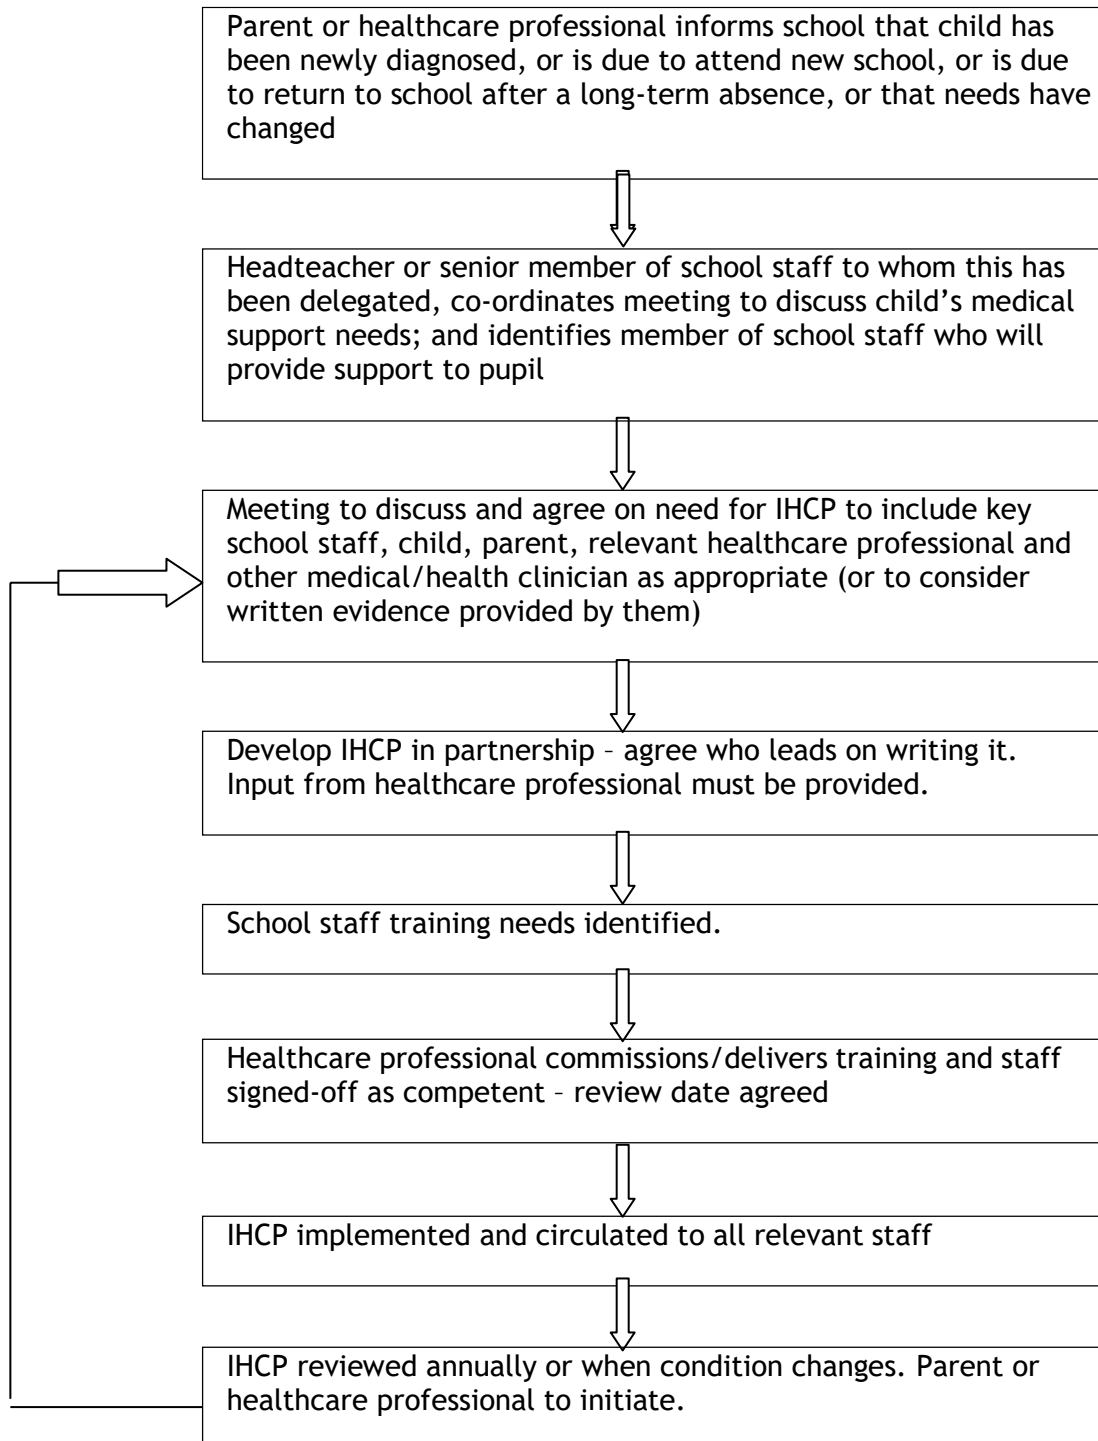 Parent or healthcare professional informs school that child has
been newly diagnosed, or is due to attend new school, or is due
to return to school after a long-term absence, or that needs have
changed
Headteacher or senior member of school staff to whom this has
been delegated, co-ordinates meeting to discuss child’s medical
support needs; and identifies member of school staff who will
provide support to pupil
Meeting to discuss and agree on need for IHCP to include key
school staff, child, parent, relevant healthcare professional and
other medical/health clinician as appropriate (or to consider
written evidence provided by them)
Develop IHCP in partnership – agree who leads on writing it.
Input from healthcare professional must be provided.
School staff training needs identified.
Healthcare professional commissions/delivers training and staff
signed-off as competent – review date agreed
IHCP implemented and circulated to all relevant staff
IHCP reviewed annually or when condition changes. Parent or
healthcare professional to initiate.